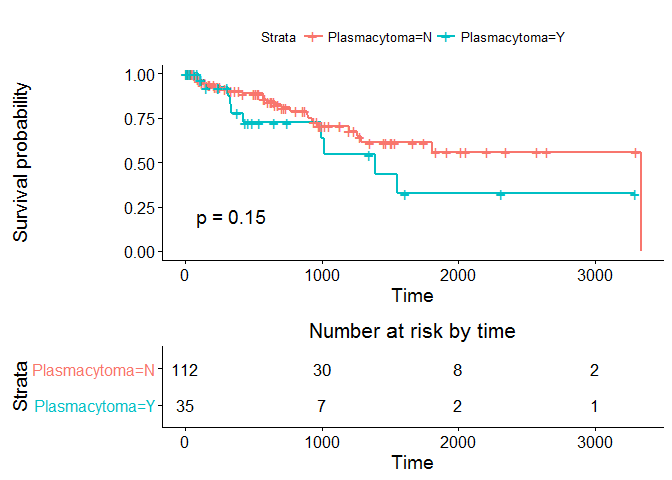 Strata Plasmacytoma=N Plasmacytoma=Y
Survival probability
1.00
0.75
0.50
0.25
0.00
p = 0.15
0 1000 2000 3000
Time
Number at risk by time
Strata
Plasmacytoma=N 112 30 8 2
Plasmacytoma=Y 35 7 2 1
0 1000 2000 3000
Time